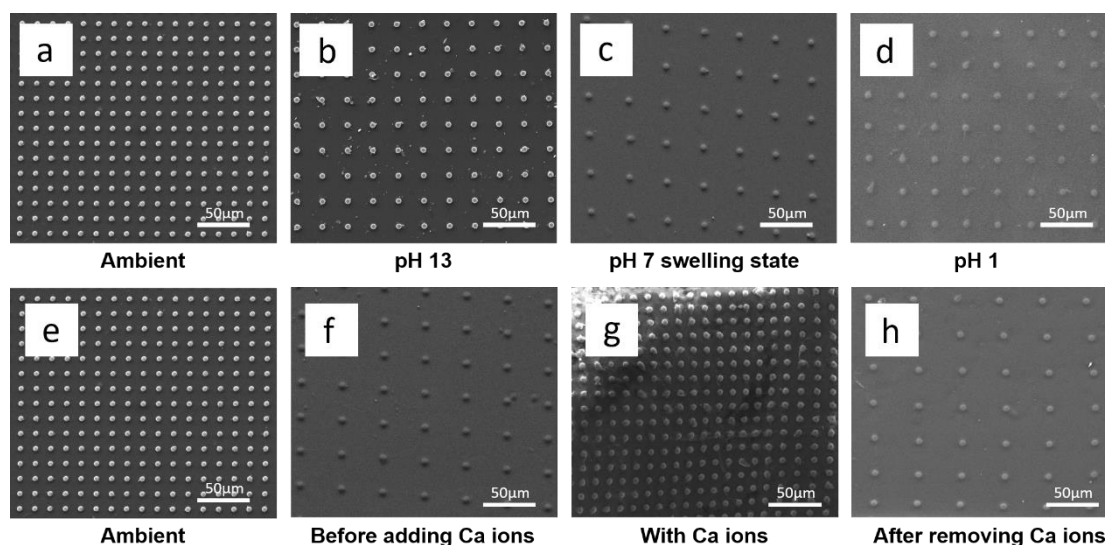 a
b
c
d
50μm
50μm
50μm
50μm
Ambient
pH 13
pH 7 swelling state
pH 1
e
f
g
h
50μm
50μm
50μm
50μm
Ambient
Before adding Ca ions
With Ca ions
After removing Ca ions